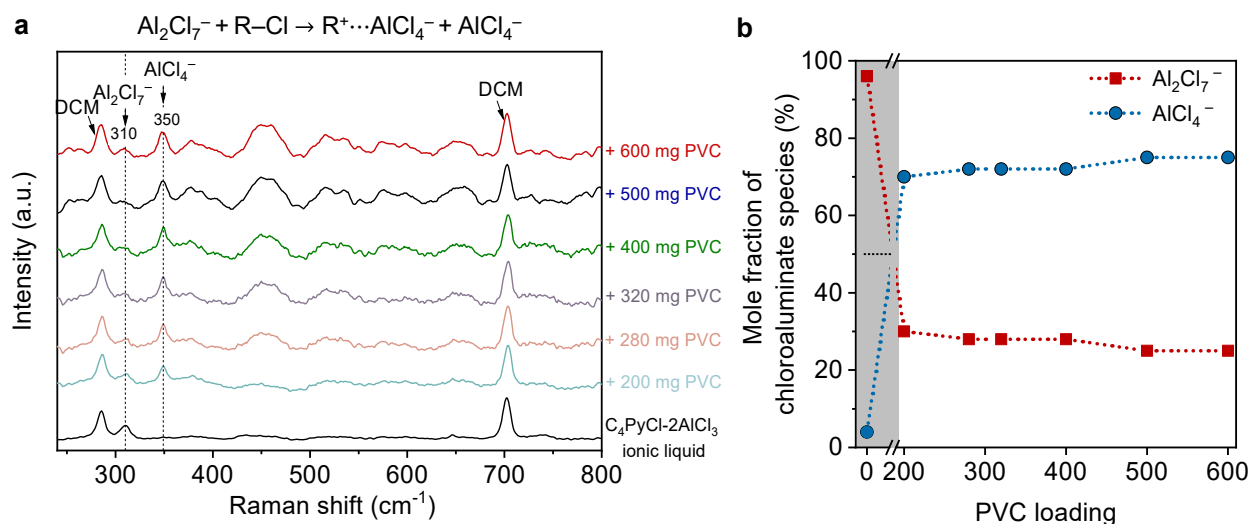 a
Al₂Cl₇⁻ + R–Cl → R⁺⋯AlCl₄⁻ + AlCl₄⁻
AlCl₄⁻
Al₂Cl₇⁻
DCM
310
350
DCM
+ 600 mg PVC
+ 500 mg PVC
+ 400 mg PVC
+ 320 mg PVC
+ 280 mg PVC
+ 200 mg PVC
C₄PyCl-2AlCl₃
ionic liquid
Intensity (a.u.)
300 400 500 600 700 800
Raman shift (cm⁻¹)
b
Al₂Cl₇⁻
AlCl₄⁻
100
80
60
40
20
0
Mole fraction of
chloroaluminate species (%)
0 200 300 400 500 600
PVC loading